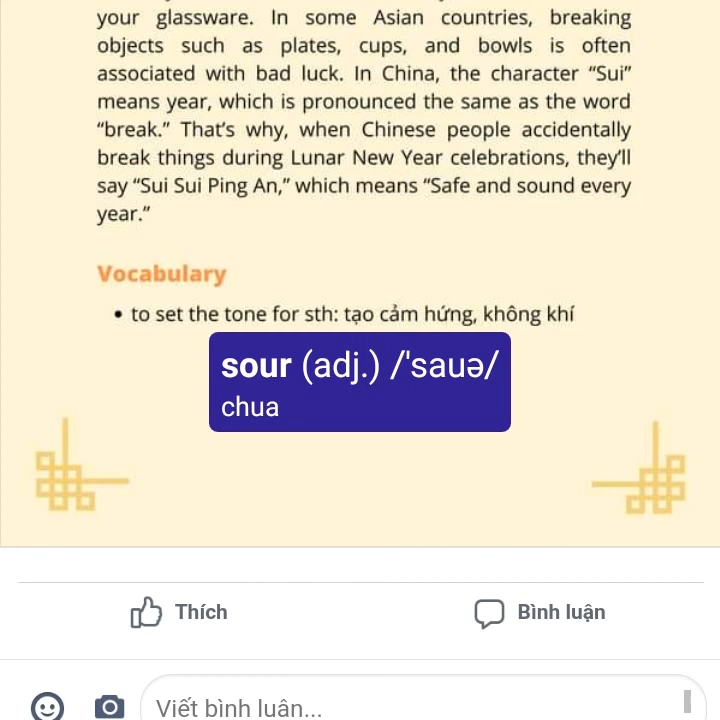 your glassware. In some Asian countries, breaking
objects such as plates, cups, and bowls is often
associated with bad luck. In China, the character “Sui”
means year, which is pronounced the same as the word
“break.” That’s why, when Chinese people accidentally
break things during Lunar New Year celebrations, they’ll
say “Sui Sui Ping An,” which means “Safe and sound every
year.”
Vocabulary
• to set the tone for sth: tạo cảm hứng, không khí
sour (adj.) /ˈsauə/
chua
Thích
Bình luận
Viết bình luận...